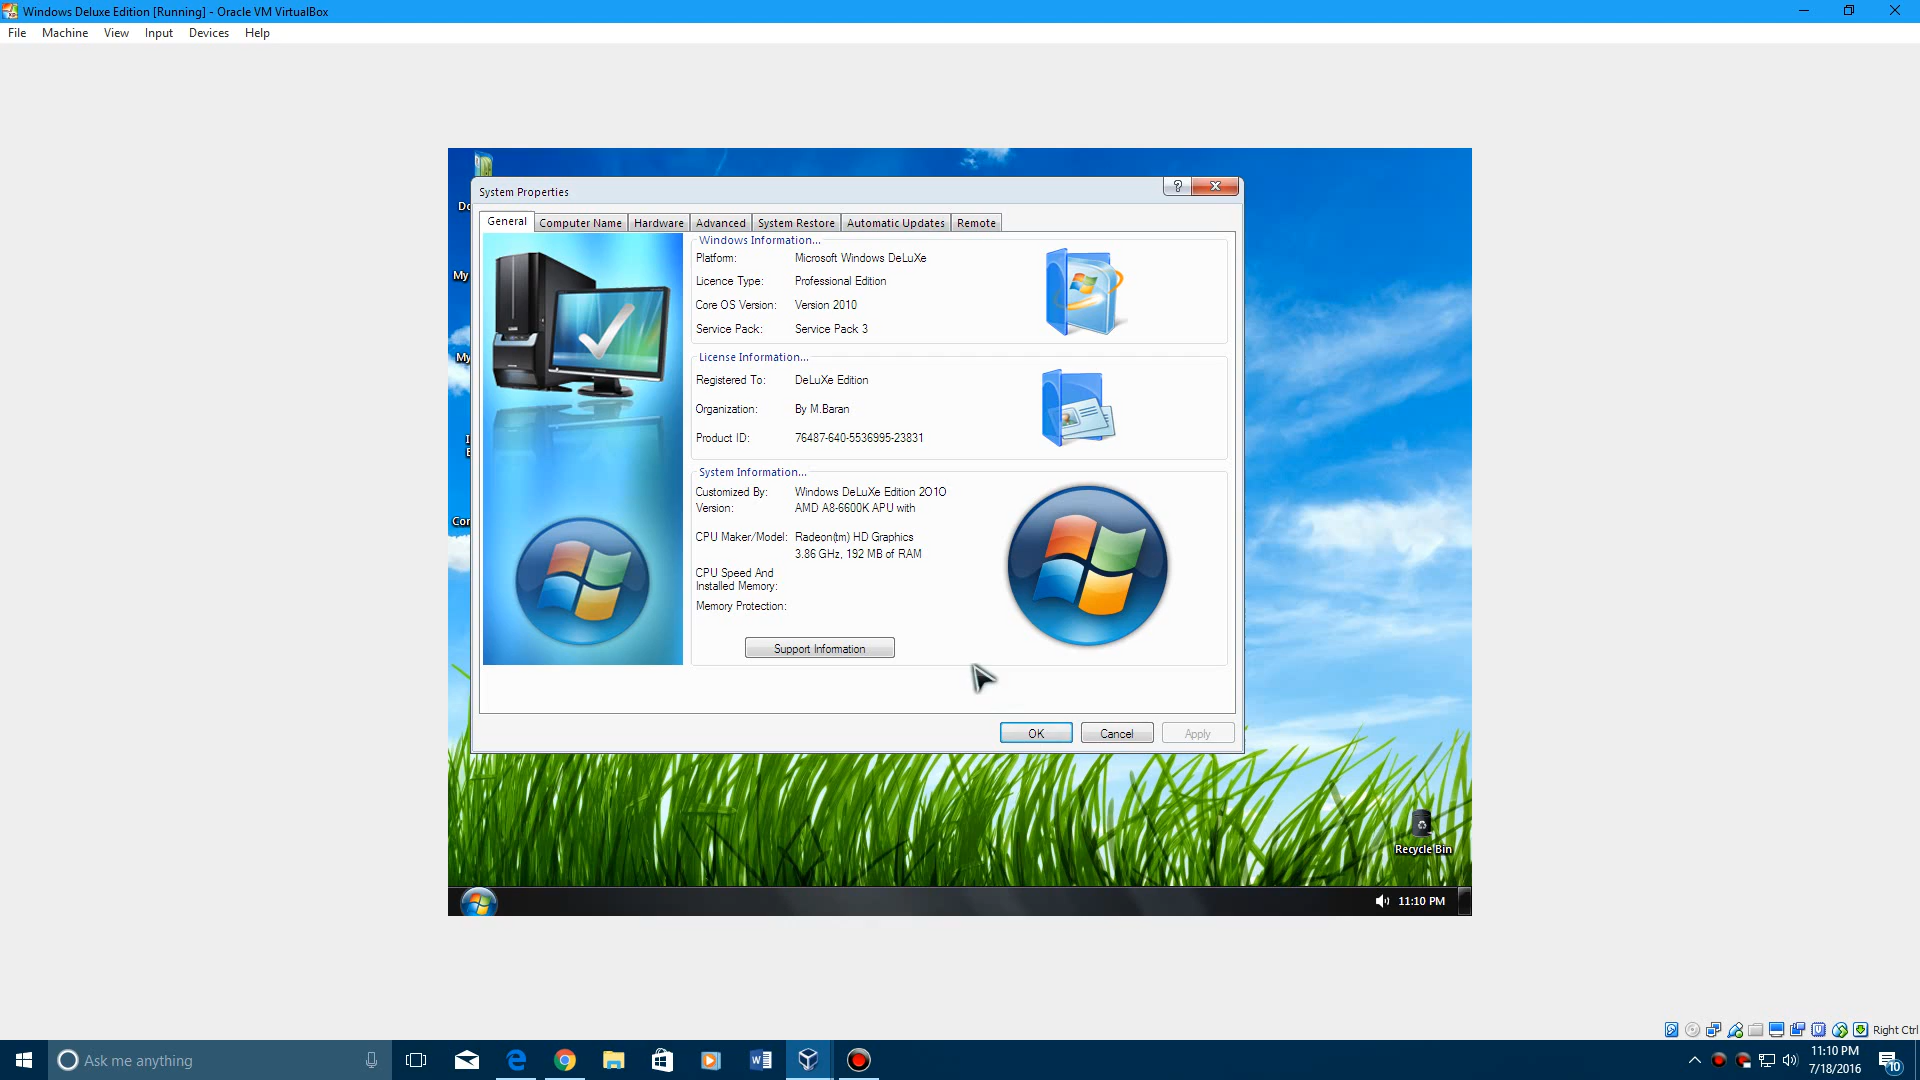 Windows Deluxe Edition [Running] - Oracle VM VirtualBox
File Machine View Input Devices Help
System Properties
?
General Computer Name Hardware Advanced System Restore Automatic Updates Remote
Windows Information...
Platform: Microsoft Windows DeLuXe
Licence Type: Professional Edition
Core OS Version: Version 2010
Service Pack: Service Pack 3
License Information...
Registered To: DeLuXe Edition
Organization: By M.Baran
Product ID: 76487-640-5536995-23831
System Information...
Customized By: Windows DeLuXe Edition 2O1O
Version: AMD A8-6600K APU with
CPU Maker/Model: Radeon(tm) HD Graphics
3.86 GHz, 192 MB of RAM
CPU Speed And
Installed Memory:
Memory Protection:
Support Information
OK Cancel Apply
My
My
Recycle Bin
11:10 PM
Right Ctrl
Ask me anything
11:10 PM
7/18/2016
10